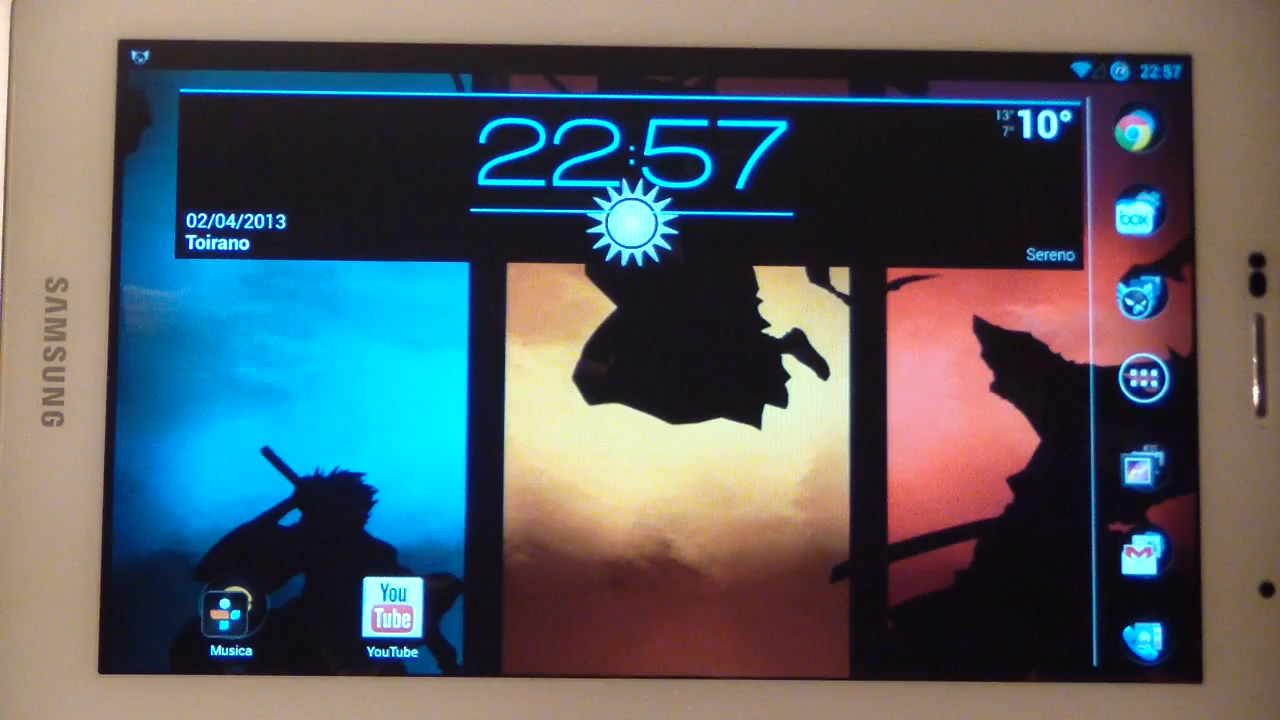 SAMSUNG
22:57
22:57
13°
7°
10°
02/04/2013
Toirano
Sereno
box
You
Tube
Musica
YouTube